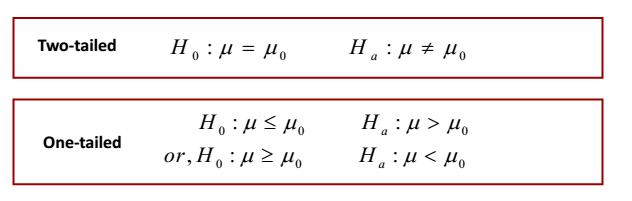 Two-tailed H₀ : μ = μ₀ Hₐ : μ ≠ μ₀
H₀ : μ ≤ μ₀ Hₐ : μ > μ₀
One-tailed
or, H₀ : μ ≥ μ₀ Hₐ : μ < μ₀